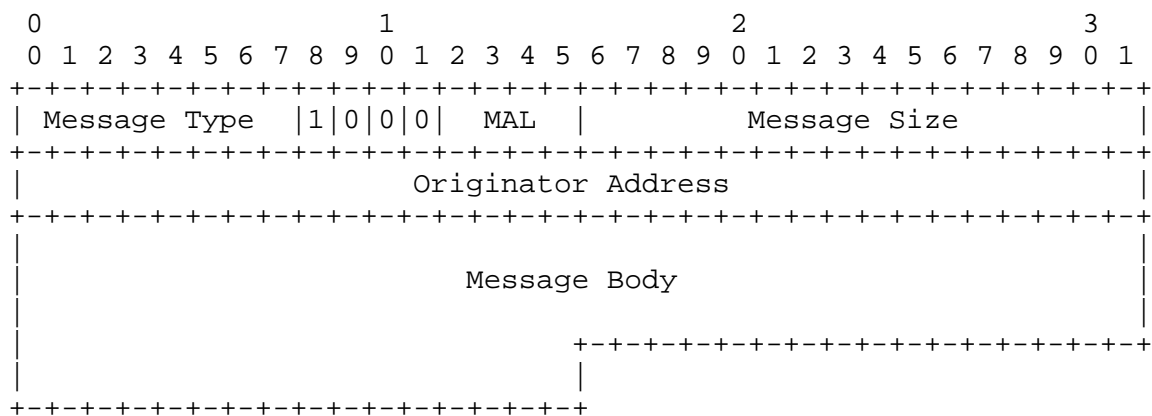 0                   1                   2                   3
 0 1 2 3 4 5 6 7 8 9 0 1 2 3 4 5 6 7 8 9 0 1 2 3 4 5 6 7 8 9 0 1
+-+-+-+-+-+-+-+-+-+-+-+-+-+-+-+-+-+-+-+-+-+-+-+-+-+-+-+-+-+-+-+-+
| Message Type  |1|0|0|0|  MAL  |         Message Size          |
+-+-+-+-+-+-+-+-+-+-+-+-+-+-+-+-+-+-+-+-+-+-+-+-+-+-+-+-+-+-+-+-+
|                      Originator Address                       |
+-+-+-+-+-+-+-+-+-+-+-+-+-+-+-+-+-+-+-+-+-+-+-+-+-+-+-+-+-+-+-+-+
|                                                               |
|                         Message Body                          |
|                                                               |
|                               +-+-+-+-+-+-+-+-+-+-+-+-+-+-+-+-+
|                               |
+-+-+-+-+-+-+-+-+-+-+-+-+-+-+-+-+